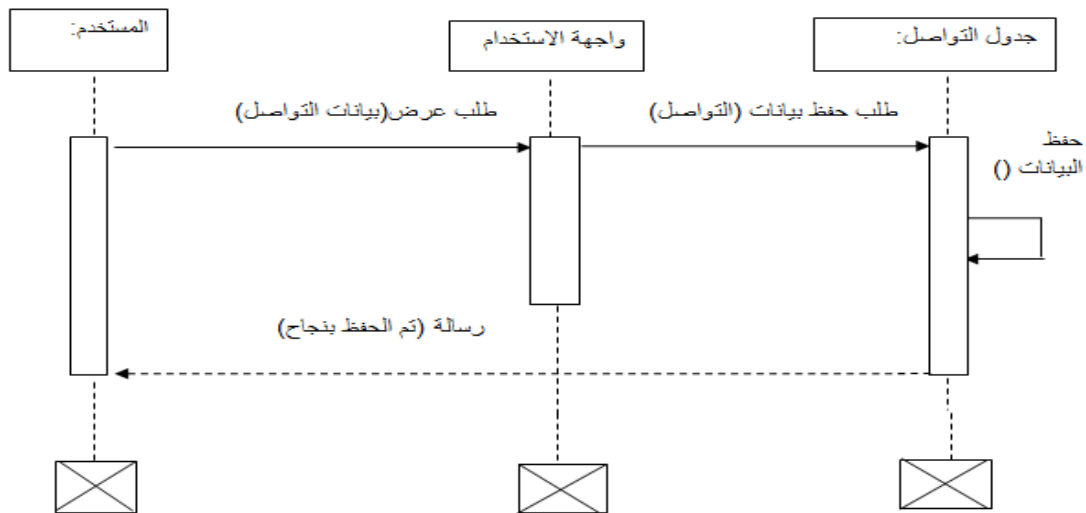 المستخدم:
واجهة الاستخدام
جدول التواصل:
طلب عرض(بيانات التواصل)
طلب حفظ بيانات (التواصل)
حفظ
البيانات ()
رسالة (تم الحفظ بنجاح)